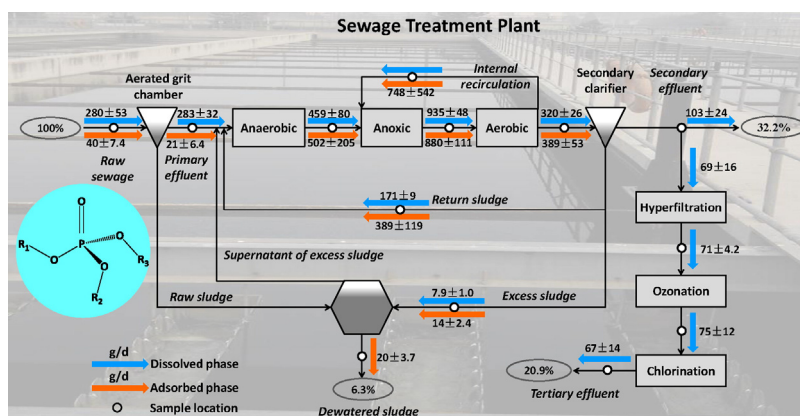 Sewage Treatment Plant
Aerated grit
chamber
Internal
recirculation
748±542
Secondary
clarifier
Secondary
effluent
100%
280±53
40±7.4
Raw
sewage
283±32
21±6.4
Primary
effluent
Anaerobic
459±80
502±205
Anoxic
935±48
880±111
Aerobic
320±26
389±53
103±24
32.2%
69±16
171±9
Return sludge
389±119
Hyperfiltration
71±4.2
Supernatant of excess sludge
O
R1
O
P
O
R3
O
R2
Raw sludge
7.9±1.0
Excess sludge
14±2.4
Ozonation
75±12
g/d
Dissolved phase
g/d
Adsorbed phase
Sample location
20±3.7
6.3%
Dewatered sludge
67±14
20.9%
Tertiary effluent
Chlorination